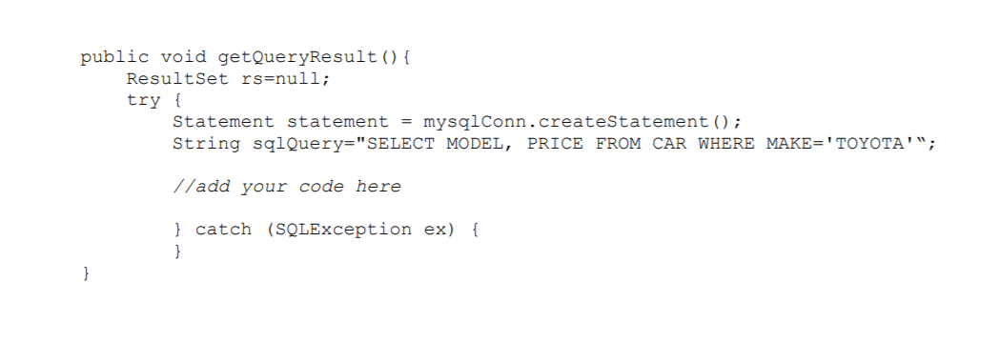 public void getQueryResult(){
ResultSet rs=null;
try {
Statement statement = mysqlConn.createStatement();
String sqlQuery="SELECT MODEL, PRICE FROM CAR WHERE MAKE='TOYOTA'‟;
//add your code here
} catch (SQLException ex) {
}
}